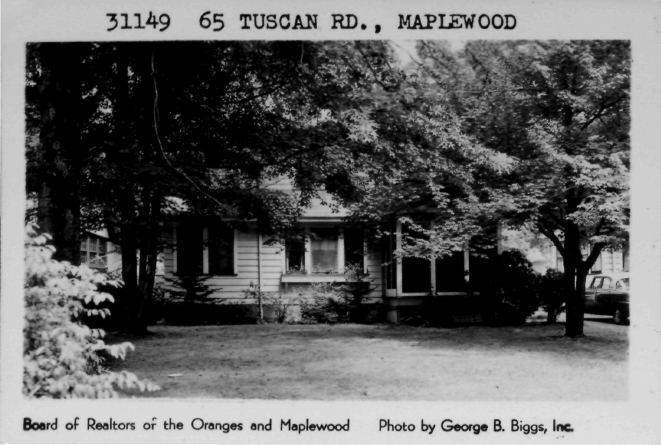 31149 65 TUSCAN RD., MAPLEWOOD
Board of Realtors of the Oranges and Maplewood Photo by George B. Biggs, Inc.